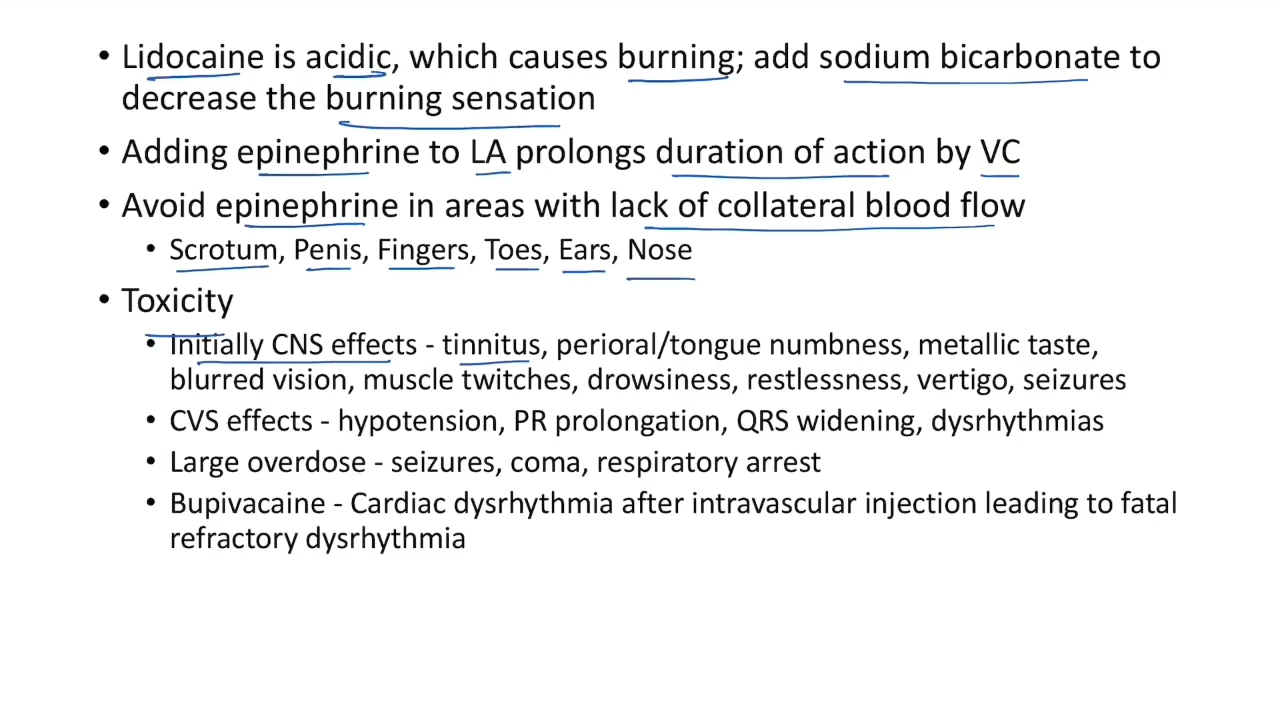 • Lidocaine is acidic, which causes burning; add sodium bicarbonate to
decrease the burning sensation
• Adding epinephrine to LA prolongs duration of action by VC
• Avoid epinephrine in areas with lack of collateral blood flow
• Scrotum, Penis, Fingers, Toes, Ears, Nose
• Toxicity
• Initially CNS effects - tinnitus, perioral/tongue numbness, metallic taste,
blurred vision, muscle twitches, drowsiness, restlessness, vertigo, seizures
• CVS effects - hypotension, PR prolongation, QRS widening, dysrhythmias
• Large overdose - seizures, coma, respiratory arrest
• Bupivacaine - Cardiac dysrhythmia after intravascular injection leading to fatal
refractory dysrhythmia